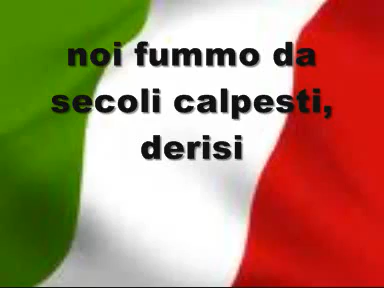 noi fummo da
secoli calpesti,
derisi